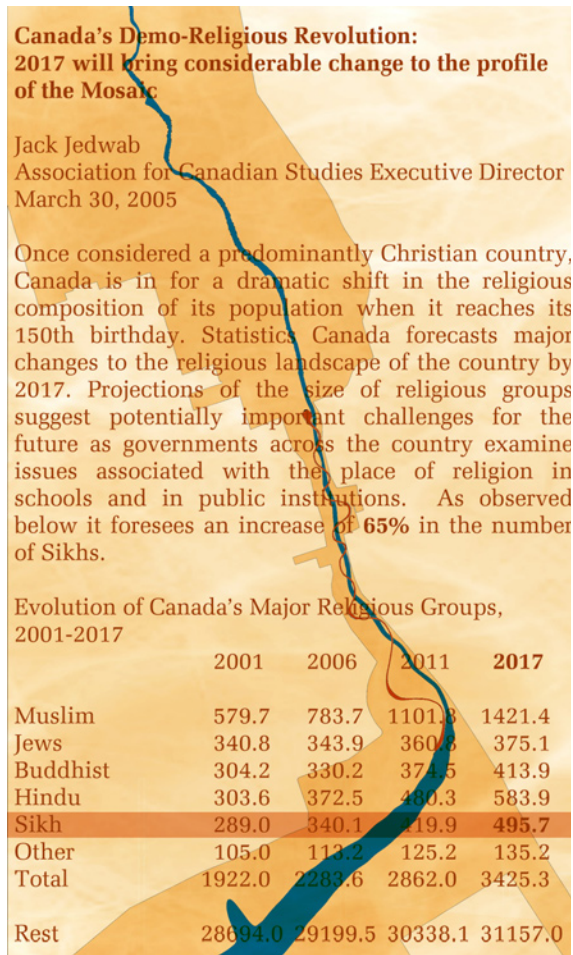 Canada's Demo-Religious Revolution:
2017 will bring considerable change to the profile
of the Mosaic
Jack Jedwab
Association for Canadian Studies Executive Director
March 30, 2005
Once considered a predominantly Christian country,
Canada is in for a dramatic shift in the religious
composition of its population when it reaches its
150th birthday. Statistics Canada forecasts major
changes to the religious landscape of the country by
2017. Projections of the size of religious groups
suggest potentially important challenges for the
future as governments across the country examine
issues associated with the place of religion in
schools and in public institutions. As observed
below it foresees an increase of 65% in the number
of Sikhs.
Evolution of Canada's Major Religious Groups,
2001-2017
2001 2006 2011 2017
Muslim 579.7 783.7 1101.8 1421.4
Jews 340.8 343.9 360.8 375.1
Buddhist 304.2 330.2 374.5 413.9
Hindu 303.6 372.5 480.3 583.9
Sikh 289.0 340.1 419.9 495.7
Other 105.0 113.2 125.2 135.2
Total 1922.0 2283.6 2862.0 3425.3
Rest 28694.0 29199.5 30338.1 31157.0